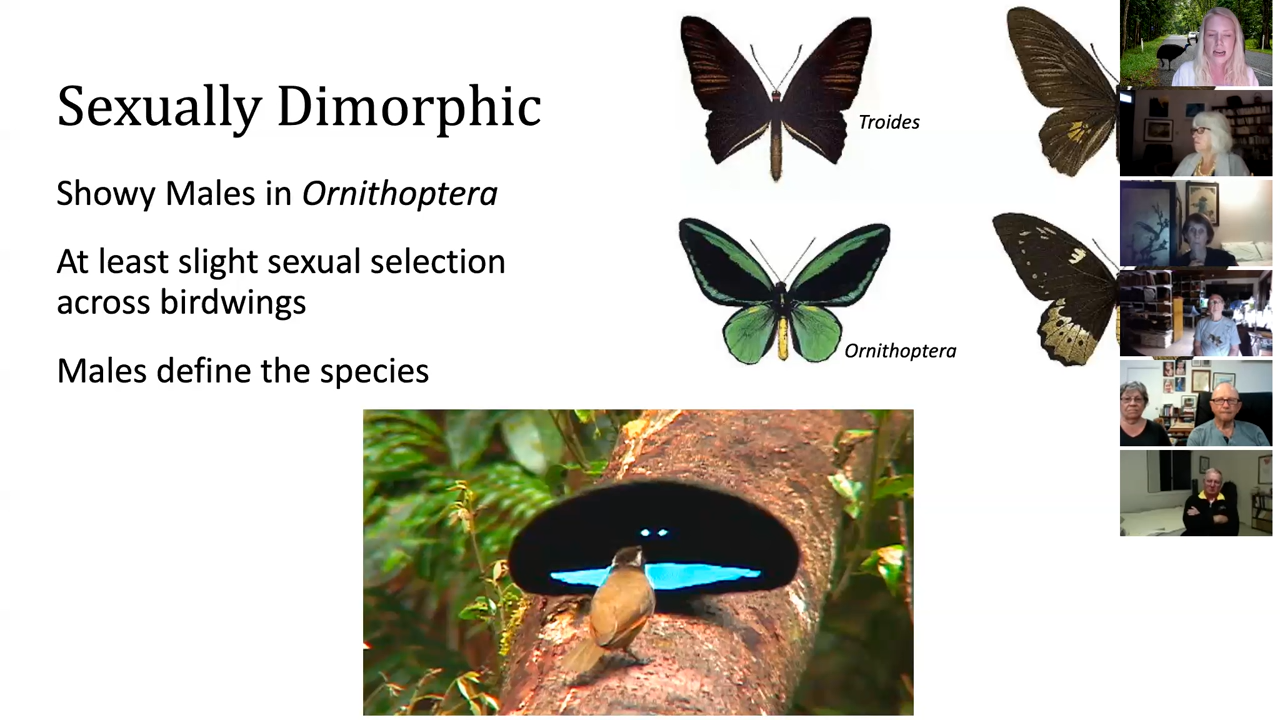 Sexually Dimorphic
Showy Males in Ornithoptera
At least slight sexual selection
across birdwings
Males define the species
Troides
Ornithoptera